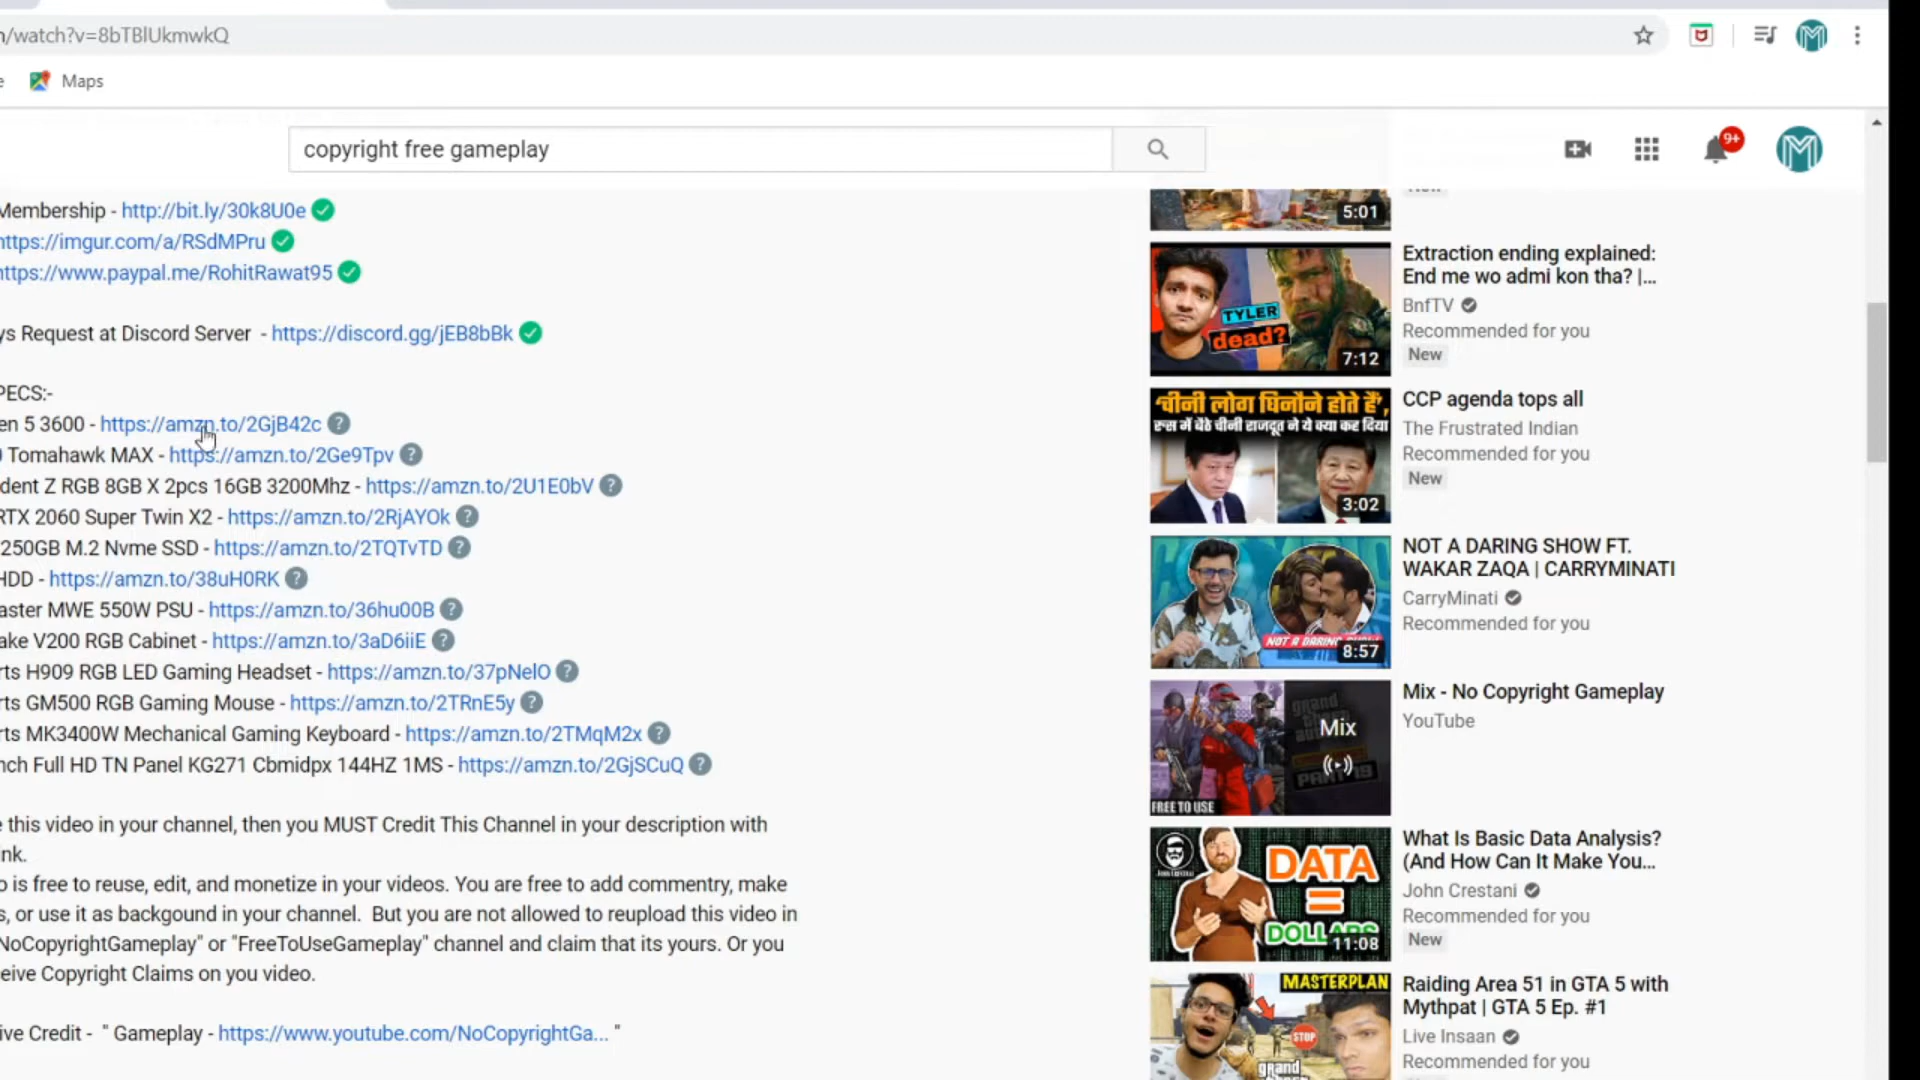 /watch?v=8bTBlUkmwkQ
Maps
copyright free gameplay
9+
Membership - http://bit.ly/30k8U0e
https://imgur.com/a/RSdMPru
https://www.paypal.me/RohitRawat95
ys Request at Discord Server - https://discord.gg/jEB8bBk
PECS:-
en 5 3600 - https://amzn.to/2GjB42c
Tomahawk MAX - https://amzn.to/2Ge9Tpv
dent Z RGB 8GB X 2pcs 16GB 3200Mhz - https://amzn.to/2U1E0bV
RTX 2060 Super Twin X2 - https://amzn.to/2RjAYOk
250GB M.2 Nvme SSD - https://amzn.to/2TQTvTD
HDD - https://amzn.to/38uH0RK
aster MWE 550W PSU - https://amzn.to/36hu00B
ake V200 RGB Cabinet - https://amzn.to/3aD6iiE
rts H909 RGB LED Gaming Headset - https://amzn.to/37pNelO
rts GM500 RGB Gaming Mouse - https://amzn.to/2TRnE5y
rts MK3400W Mechanical Gaming Keyboard - https://amzn.to/2TMqM2x
nch Full HD TN Panel KG271 Cbmidpx 144HZ 1MS - https://amzn.to/2GjSCuQ
e this video in your channel, then you MUST Credit This Channel in your description with
ink.
o is free to reuse, edit, and monetize in your videos. You are free to add commentry, make
s, or use it as backgound in your channel. But you are not allowed to reupload this video in
NoCopyrightGameplay" or "FreeToUseGameplay" channel and claim that its yours. Or you
eive Copyright Claims on you video.
ive Credit - " Gameplay - https://www.youtube.com/NoCopyrightGa... "
5:01
TYLER
dead?
7:12
Extraction ending explained:
End me wo admi kon tha? |...
BnfTV
Recommended for you
New
'चीनी लोग घिनौने होते हैं',
रूस में बैठे चीनी राजदूत ने ये क्या कह दिया
3:02
CCP agenda tops all
The Frustrated Indian
Recommended for you
New
NOT A DARING SHOW
8:57
NOT A DARING SHOW FT.
WAKAR ZAQA | CARRYMINATI
CarryMinati
Recommended for you
grand
Mix
PART 19
FREE TO USE
Mix - No Copyright Gameplay
YouTube
DATA
=
DOLLARS
11:08
What Is Basic Data Analysis?
(And How Can It Make You...
John Crestani
Recommended for you
New
MASTERPLAN
STOP
grand
Raiding Area 51 in GTA 5 with
Mythpat | GTA 5 Ep. #1
Live Insaan
Recommended for you